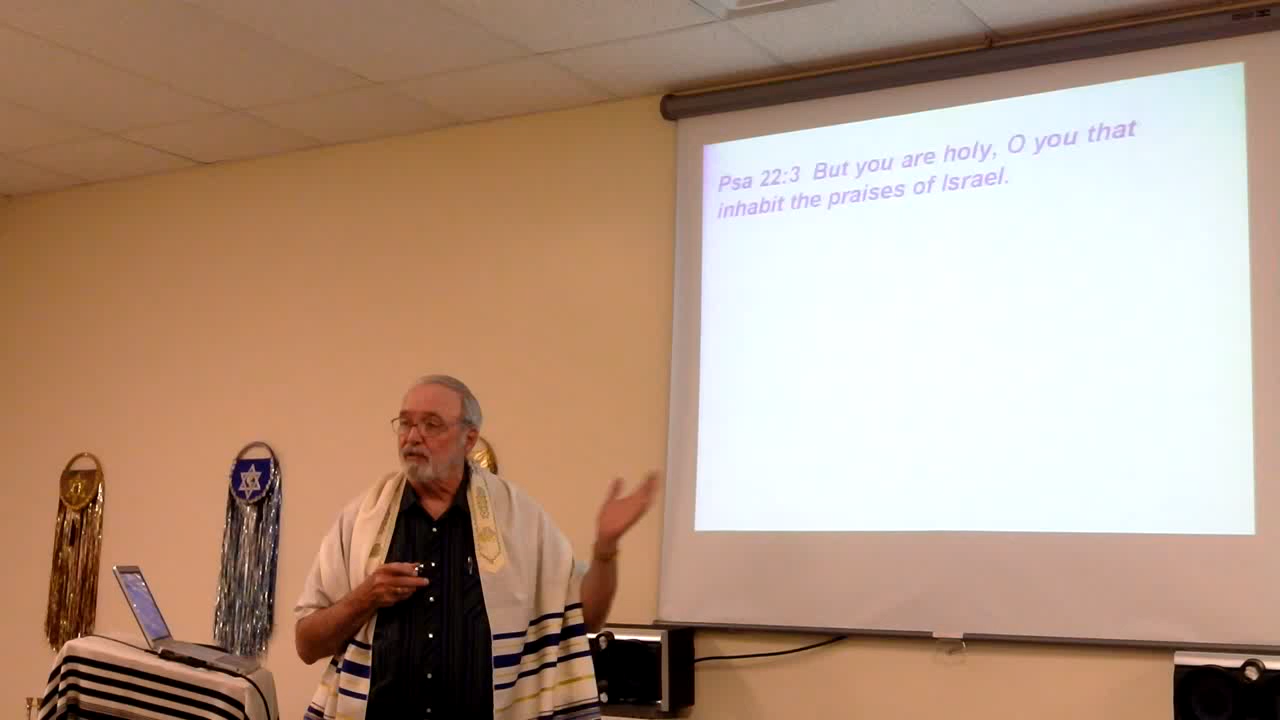 Psa 22:3 But you are holy, O you that
inhabit the praises of Israel.